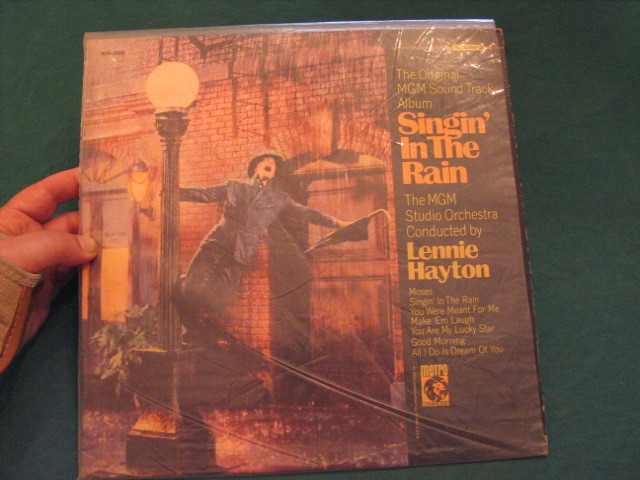 The Original
MGM Sound Track
Album
Singin'
In The
Rain
The MGM
Studio Orchestra
Conducted by
Lennie
Hayton
Moses
Singin' In The Rain
You Were Meant For Me
Make 'Em Laugh
You Are My Lucky Star
Good Morning
All I Do Is Dream Of You
metro
RECORDS